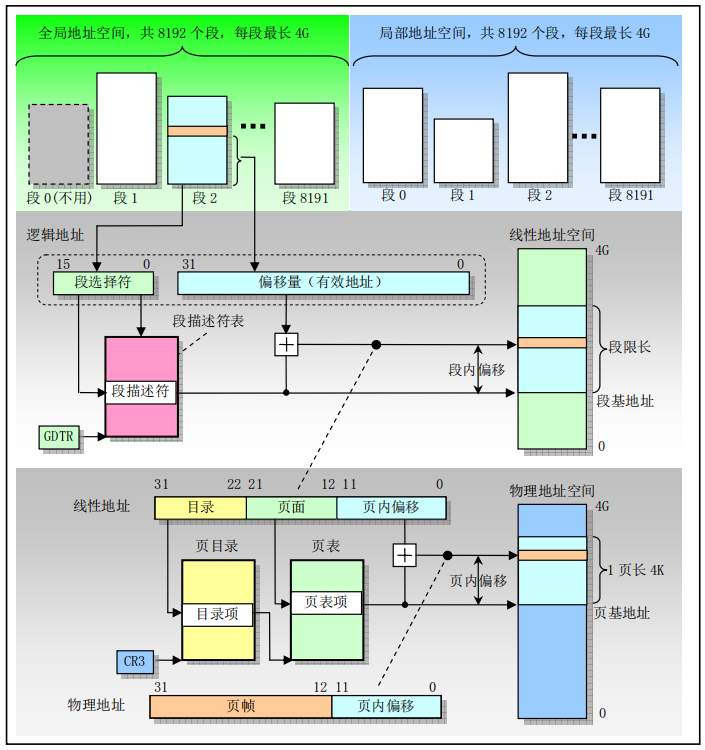 全局地址空间，共 8192 个段，每段最长 4G
局部地址空间，共 8192 个段，每段最长 4G
段 0(不用)
段 1
段 2
段 8191
段 0
段 1
段 2
段 8191
逻辑地址
线性地址空间
15
0
31
0
4G
段选择符
偏移量（有效地址）
段描述符表
段限长
段内偏移
段描述符
段基地址
GDTR
0
31
22
21
12
11
0
物理地址空间
线性地址
目录
页面
页内偏移
4G
页目录
页表
1 页长 4K
页内偏移
目录项
页表项
页基地址
CR3
31
12
11
0
物理地址
页帧
页内偏移
0